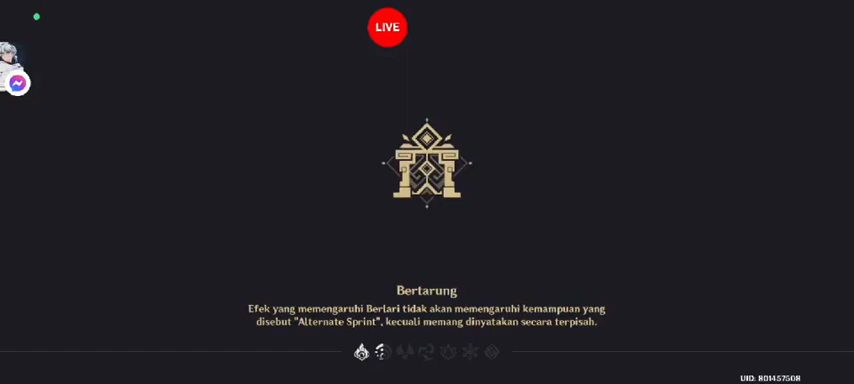 LIVE
Bertarung
Efek yang memengaruhi Berlari tidak akan memengaruhi kemampuan yang
disebut "Alternate Sprint", kecuali memang dinyatakan secara terpisah.
UID: 801457508